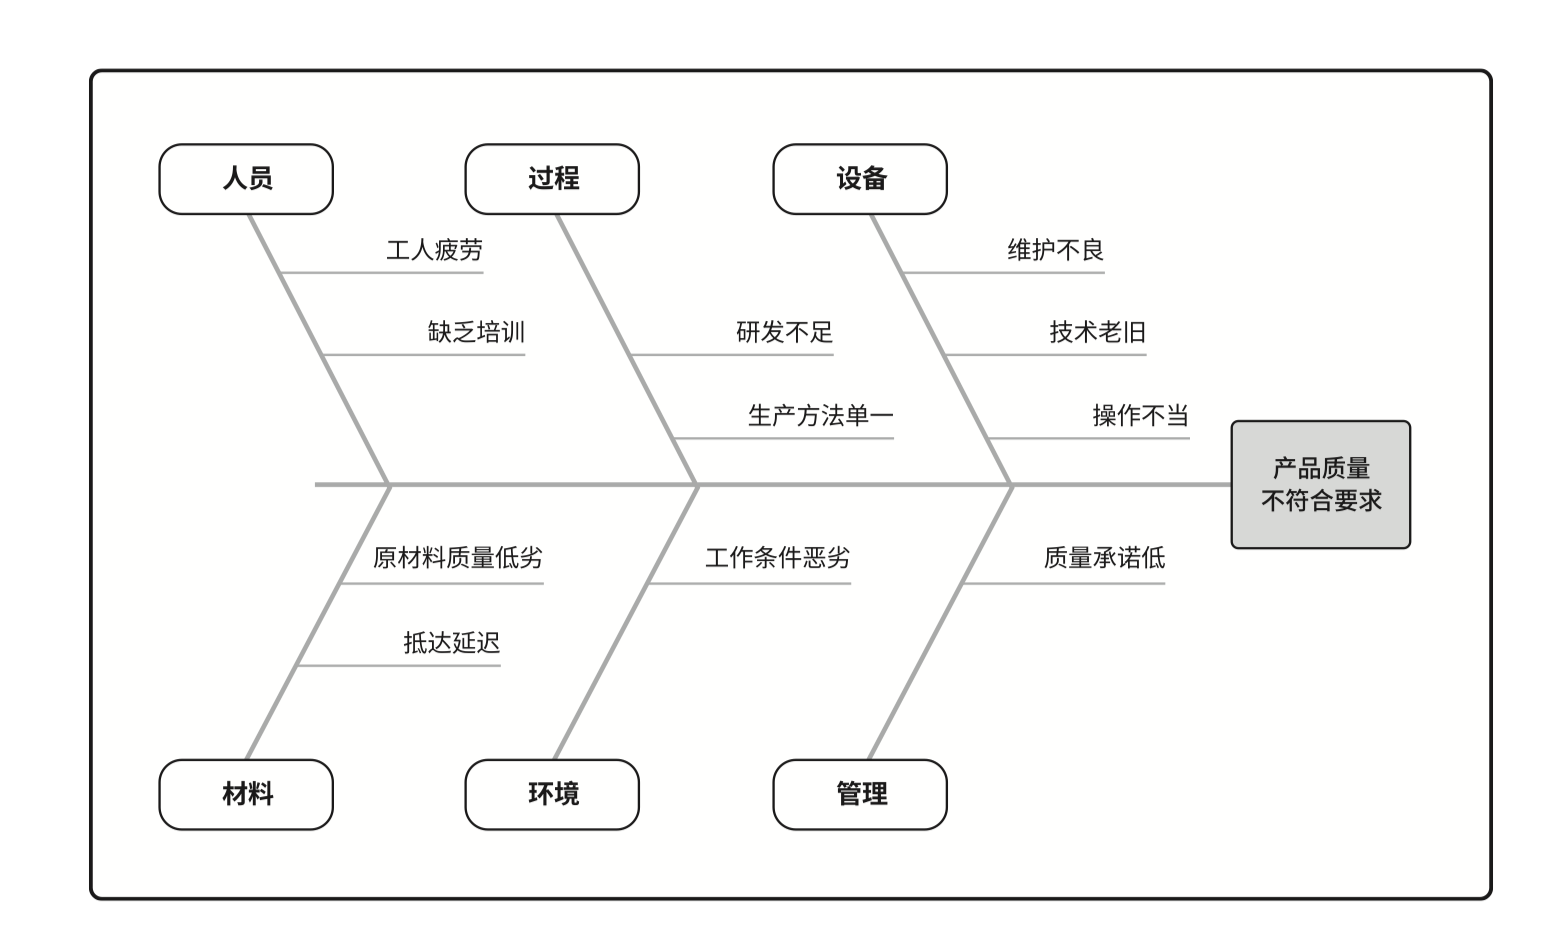 人员
过程
设备
工人疲劳
维护不良
缺乏培训
研发不足
技术老旧
生产方法单一
操作不当
产品质量
不符合要求
原材料质量低劣
工作条件恶劣
质量承诺低
抵达延迟
材料
环境
管理